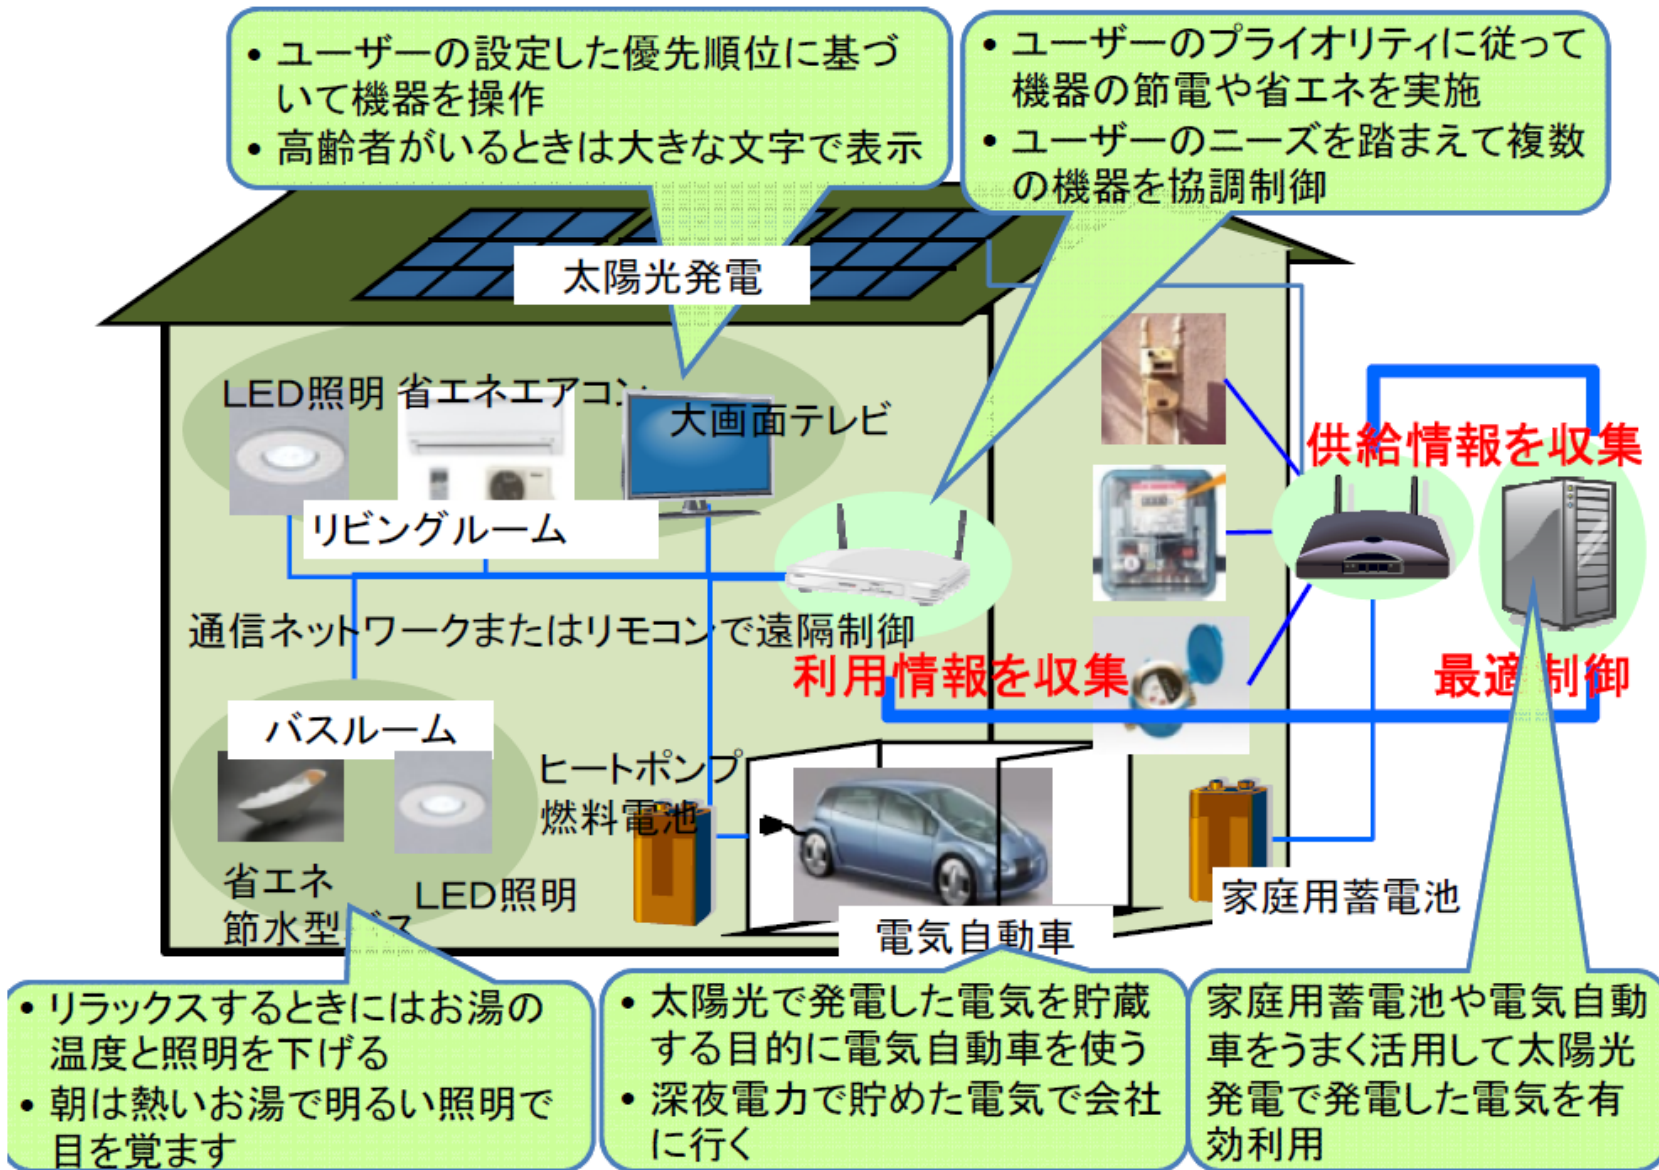 • ユーザーの設定した優先順位に基づ
いて機器を操作
• 高齢者がいるときは大きな文字で表示
• ユーザーのプライオリティに従って
機器の節電や省エネを実施
• ユーザーのニーズを踏まえて複数
の機器を協調制御
太陽光発電
LED照明
省エネエアコン
大画面テレビ
リビングルーム
供給情報を収集
通信ネットワークまたはリモコンで遠隔制御
利用情報を収集
最適制御
バスルーム
ヒートポンプ
燃料電池
省エネ
節水型バス
LED照明
電気自動車
家庭用蓄電池
• リラックスするときにはお湯の
温度と照明を下げる
• 朝は熱いお湯で明るい照明で
目を覚ます
• 太陽光で発電した電気を貯蔵
する目的に電気自動車を使う
• 深夜電力で貯めた電気で会社
に行く
家庭用蓄電池や電気自動
車をうまく活用して太陽光
発電で発電した電気を有
効利用